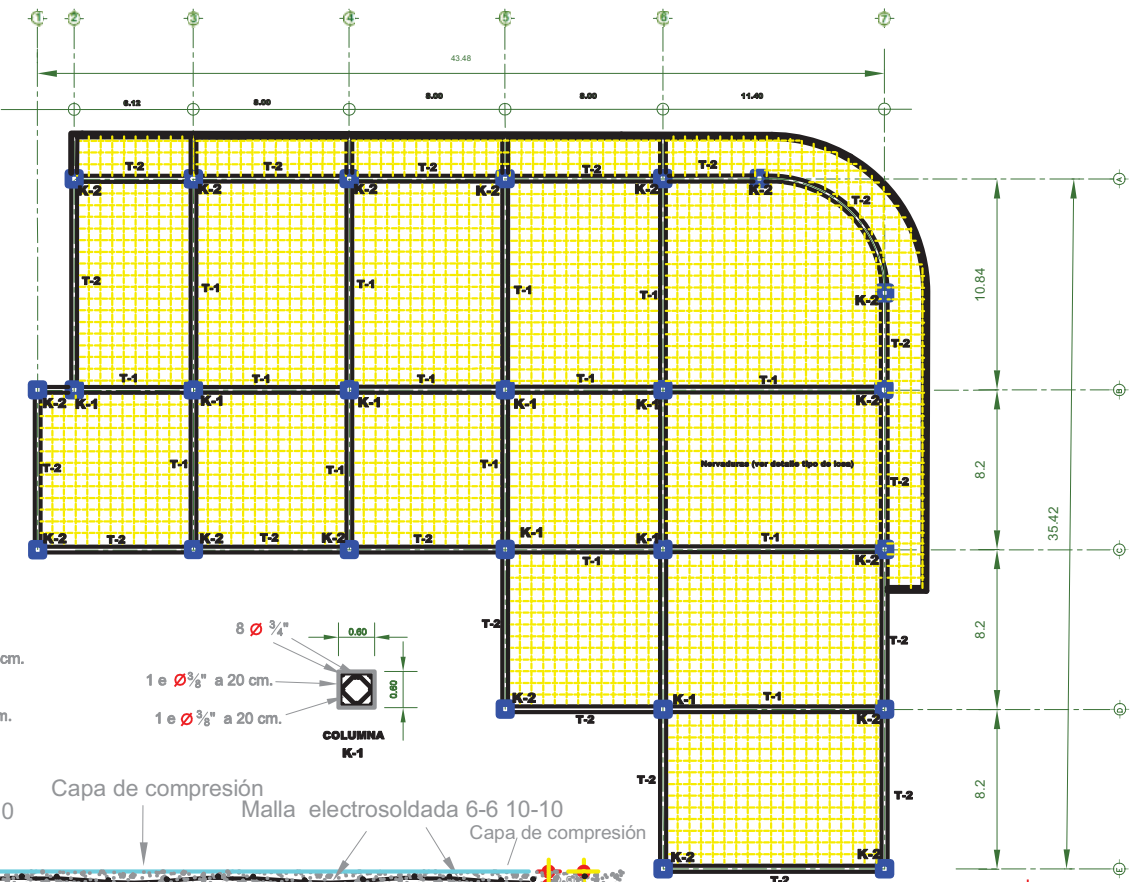 1 2 3 4 5 6 7
43.48
6.12 8.00 8.00 8.00 11.40
T-2 T-2 T-2 T-2 T-2
K-2 K-2 K-2 K-2 K-2 K-2
T-2
A
T-2 T-1 T-1 T-1 T-1
K-2
10.84
T-2
T-1 T-1 T-1 T-1 T-1
B
K-2 K-1 K-1 K-1 K-1 K-1 K-2
T-2 T-1 T-1 T-1
Nervaduras (ver detalle tipo de losa)
T-2
8.2
35.42
K-1
K-2 T-2 K-2 T-2 K-2 T-2 K-1 T-1
C
T-1
K-2
8 Ø 3/4"
0.60
T-2
T-2
8.2
cm.
1 e Ø 3/8" a 20 cm.
0.60
1 e Ø 3/8" a 20 cm.
m.
K-2 K-1 T-1
D
T-2
K-2
COLUMNA
K-1
T-2
T-2
8.2
Capa de compresión
0
Malla electrosoldada 6-6 10-10
Capa de compresión
K-2 K-2
E
T-2